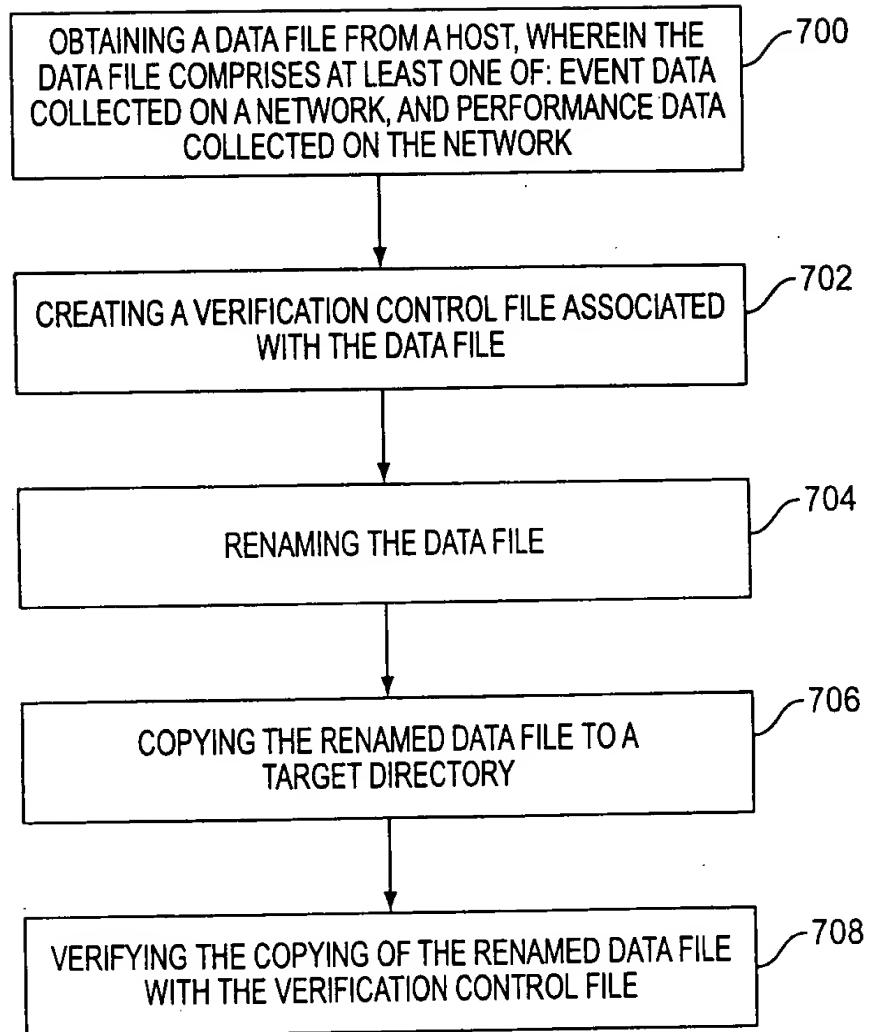 OBTAINING A DATA FILE FROM A HOST, WHEREIN THE
DATA FILE COMPRISES AT LEAST ONE OF: EVENT DATA
COLLECTED ON A NETWORK, AND PERFORMANCE DATA
COLLECTED ON THE NETWORK
700
CREATING A VERIFICATION CONTROL FILE ASSOCIATED
WITH THE DATA FILE
702
RENAMING THE DATA FILE
704
COPYING THE RENAMED DATA FILE TO A
TARGET DIRECTORY
706
VERIFYING THE COPYING OF THE RENAMED DATA FILE
WITH THE VERIFICATION CONTROL FILE
708